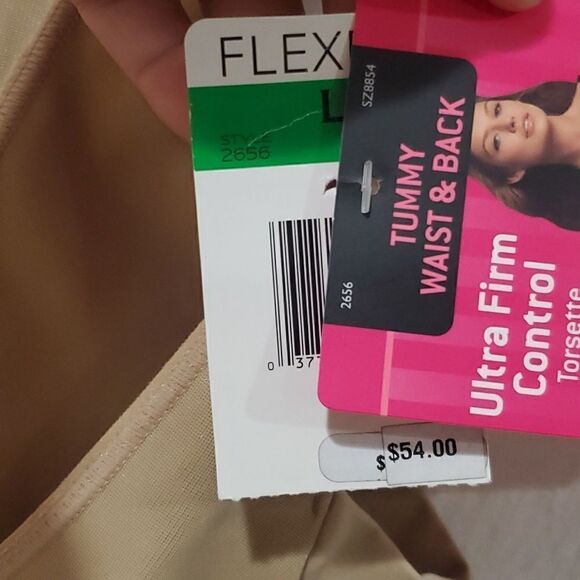 FLEX
L
STYLE
2656
0 37
$ $54.00
SZ8854
TUMMY
WAIST & BACK
2656
Ultra Firm
Control
Torsette